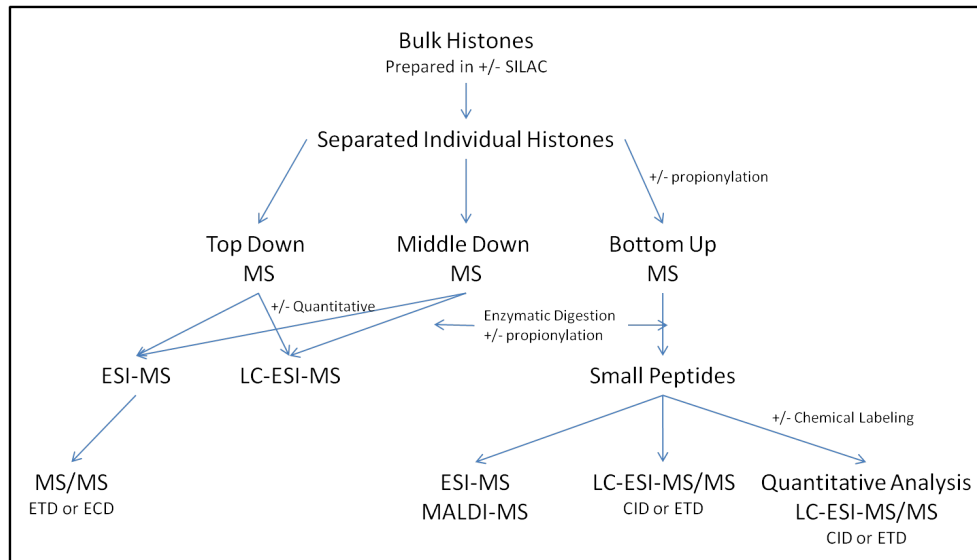 Bulk Histones
Prepared in +/- SILAC
Separated Individual Histones
+/- propionylation
Top Down
MS
Middle Down
MS
Bottom Up
MS
+/- Quantitative
Enzymatic Digestion
+/- propionylation
ESI-MS
LC-ESI-MS
Small Peptides
+/- Chemical Labeling
MS/MS
ETD or ECD
ESI-MS
MALDI-MS
LC-ESI-MS/MS
CID or ETD
Quantitative Analysis
LC-ESI-MS/MS
CID or ETD